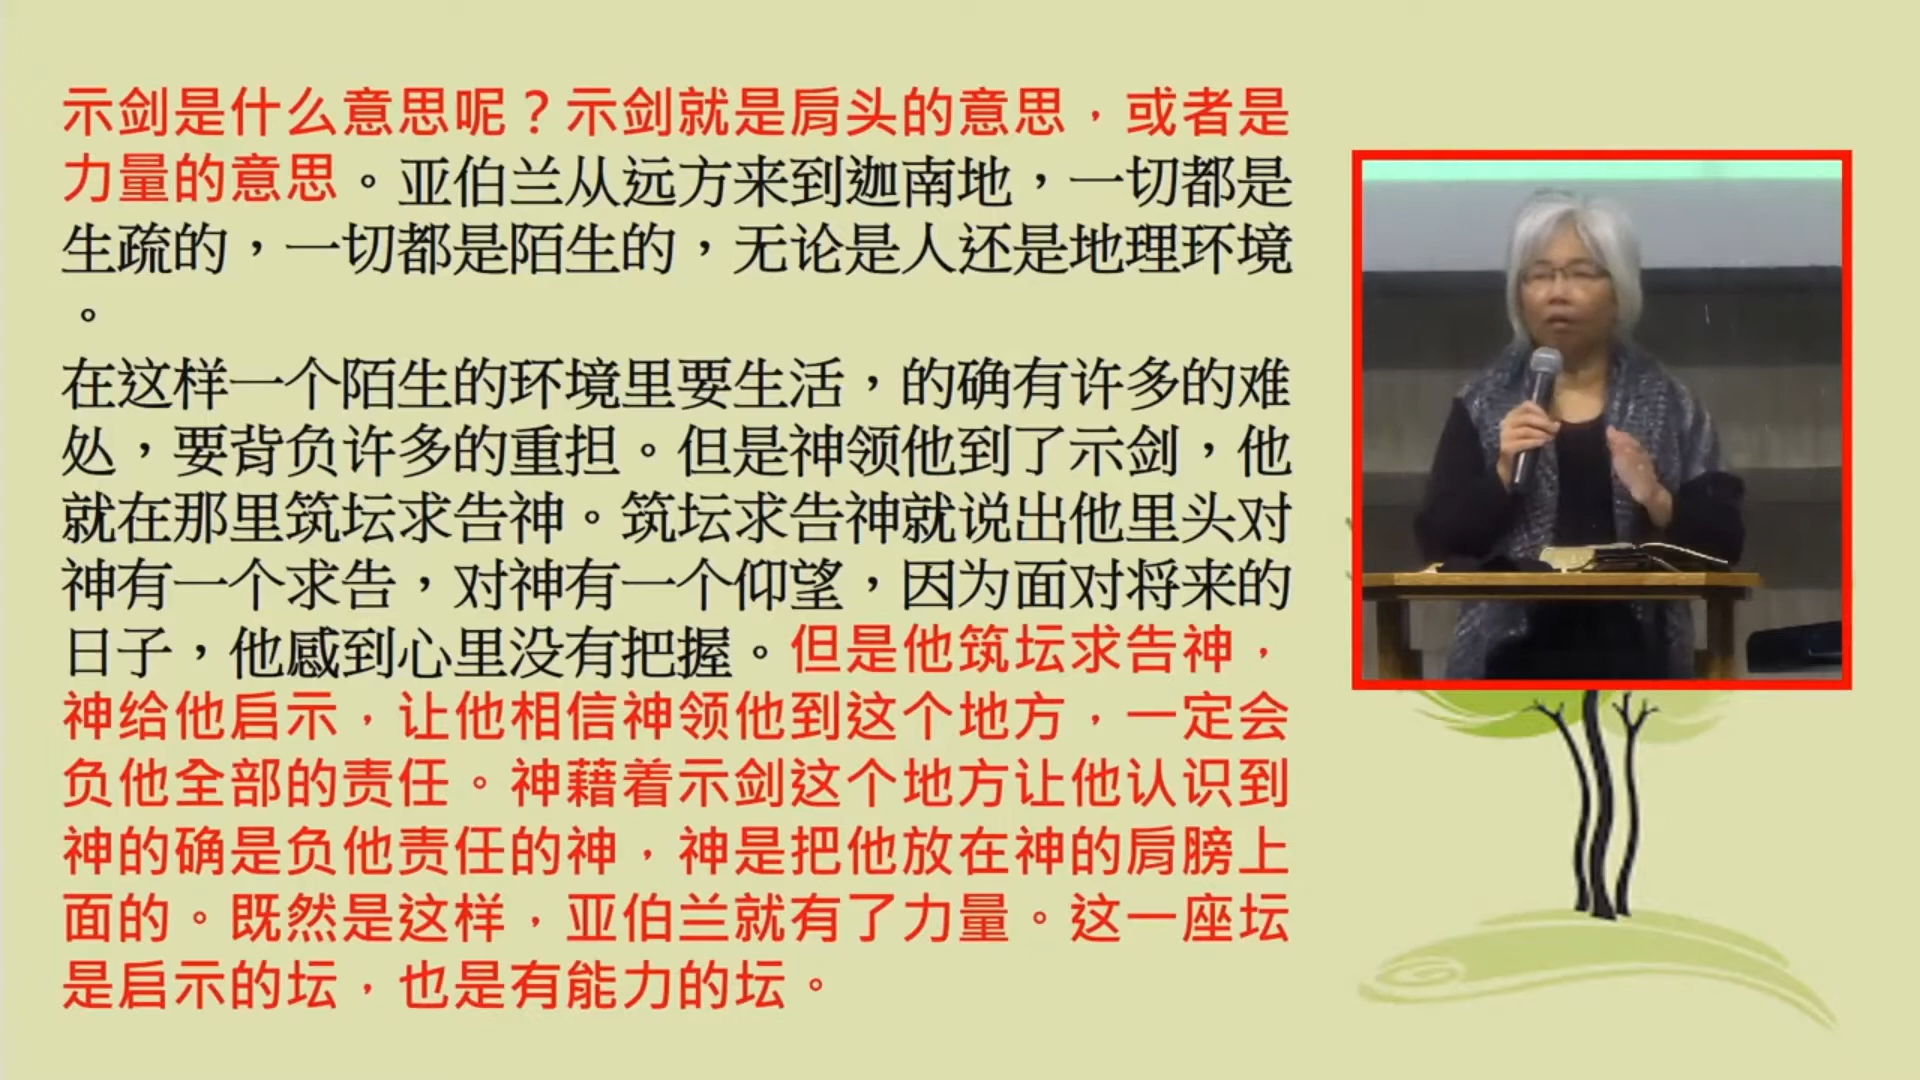 示剑是什么意思呢？示剑就是肩头的意思，或者是
力量的意思。亚伯兰从远方来到迦南地，一切都是
生疏的，一切都是陌生的，无论是人还是地理环境
。
在这样一个陌生的环境里要生活，的确有许多的难
处，要背负许多的重担。但是神领他到了示剑，他
就在那里筑坛求告神。筑坛求告神就说出他里头对
神有一个求告，对神有一个仰望，因为面对将来的
日子，他感到心里没有把握。但是他筑坛求告神，
神给他启示，让他相信神领他到这个地方，一定会
负他全部的责任。神藉着示剑这个地方让他认识到
神的确是负他责任的神，神是把他放在神的肩膀上
面的。既然是这样，亚伯兰就有了力量。这一座坛
是启示的坛，也是有能力的坛。